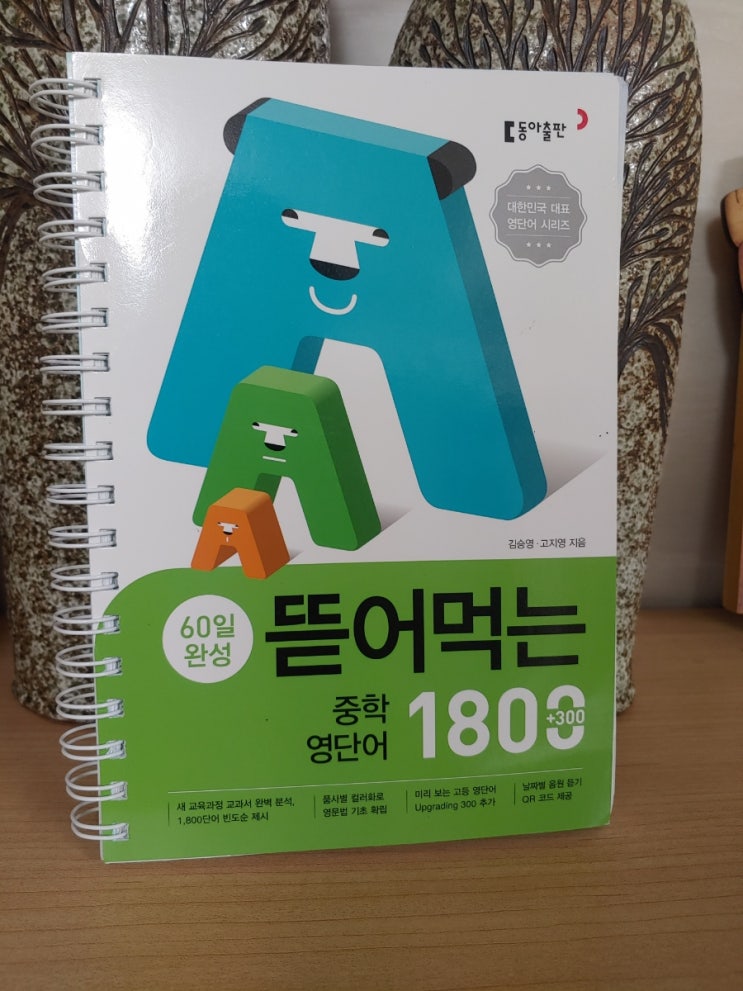 동아출판
★ ★ ★
대한민국 대표
영단어 시리즈
★ ★ ★
김승영·고지영 지음
60일
완성
뜯어먹는
중학
영단어
1800
+300
새 교육과정 교과서 완벽 분석,
1,800단어 빈도순 제시
품사별 컬러화로
영문법 기초 확립
미리 보는 고등 영단어
Upgrading 300 추가
날짜별 음원 듣기
QR 코드 제공